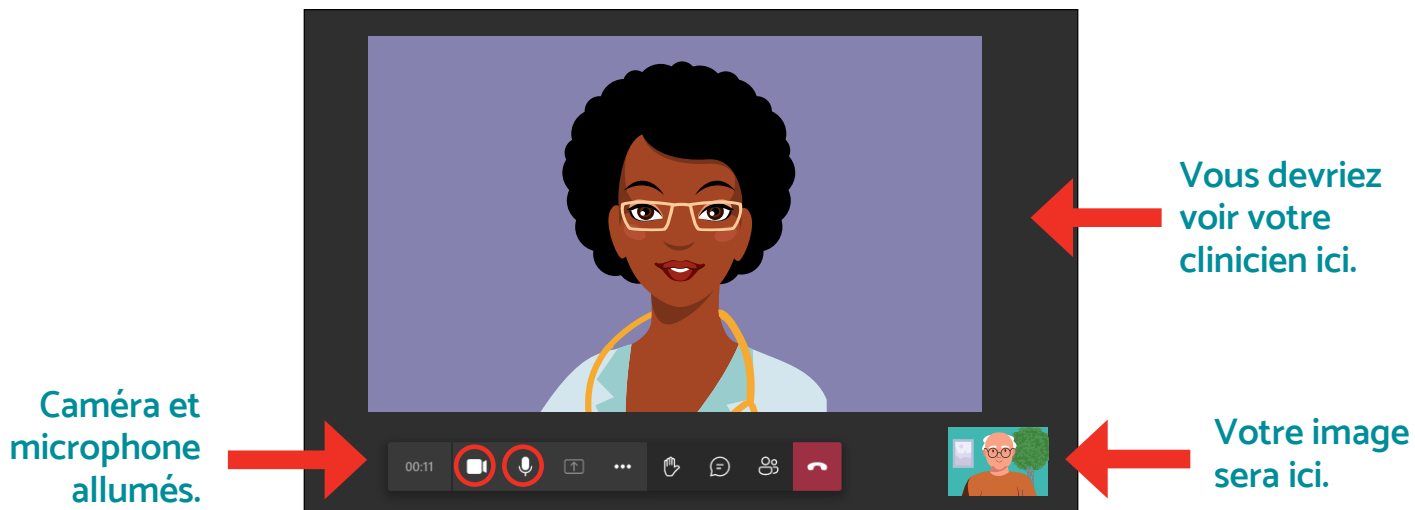 Vous devriez
voir votre
clinicien ici.
Caméra et
microphone
allumés.
00:11
Votre image
sera ici.